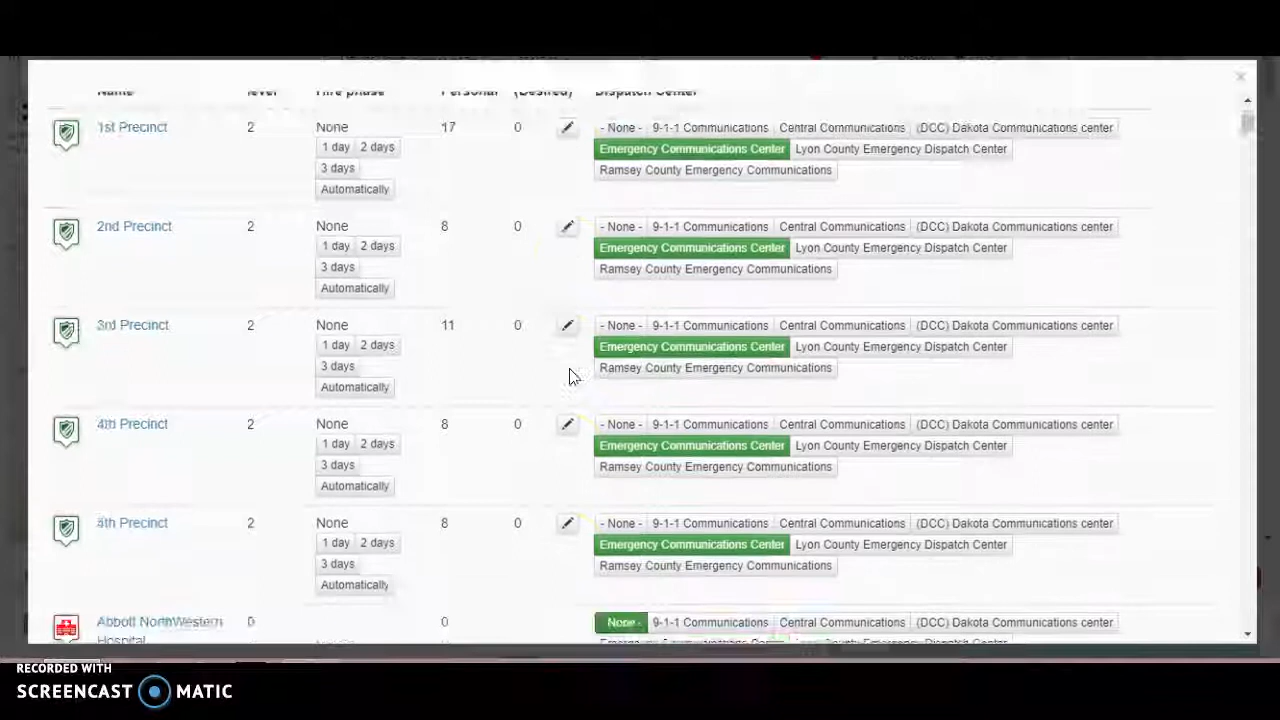 Name level Hire phase Personal (Desired) Dispatch Center
1st Precinct 2 None 17 0 - None - 9-1-1 Communications Central Communications (DCC) Dakota Communications center
1 day 2 days Emergency Communications Center Lyon County Emergency Dispatch Center
3 days Ramsey County Emergency Communications
Automatically
2nd Precinct 2 None 8 0 - None - 9-1-1 Communications Central Communications (DCC) Dakota Communications center
1 day 2 days Emergency Communications Center Lyon County Emergency Dispatch Center
3 days Ramsey County Emergency Communications
Automatically
3rd Precinct 2 None 11 0 - None - 9-1-1 Communications Central Communications (DCC) Dakota Communications center
1 day 2 days Emergency Communications Center Lyon County Emergency Dispatch Center
3 days Ramsey County Emergency Communications
Automatically
4th Precinct 2 None 8 0 - None - 9-1-1 Communications Central Communications (DCC) Dakota Communications center
1 day 2 days Emergency Communications Center Lyon County Emergency Dispatch Center
3 days Ramsey County Emergency Communications
Automatically
Precinct 2 None 8 0 - None - 9-1-1 Communications Central Communications (DCC) Dakota Communications center
1 day 2 days Emergency Communications Center Lyon County Emergency Dispatch Center
3 days Ramsey County Emergency Communications
Automatically
Abbott NorthWestern 0 0 - None - 9-1-1 Communications Central Communications (DCC) Dakota Communications center
Hospital
RECORDED WITH
SCREENCAST MATIC